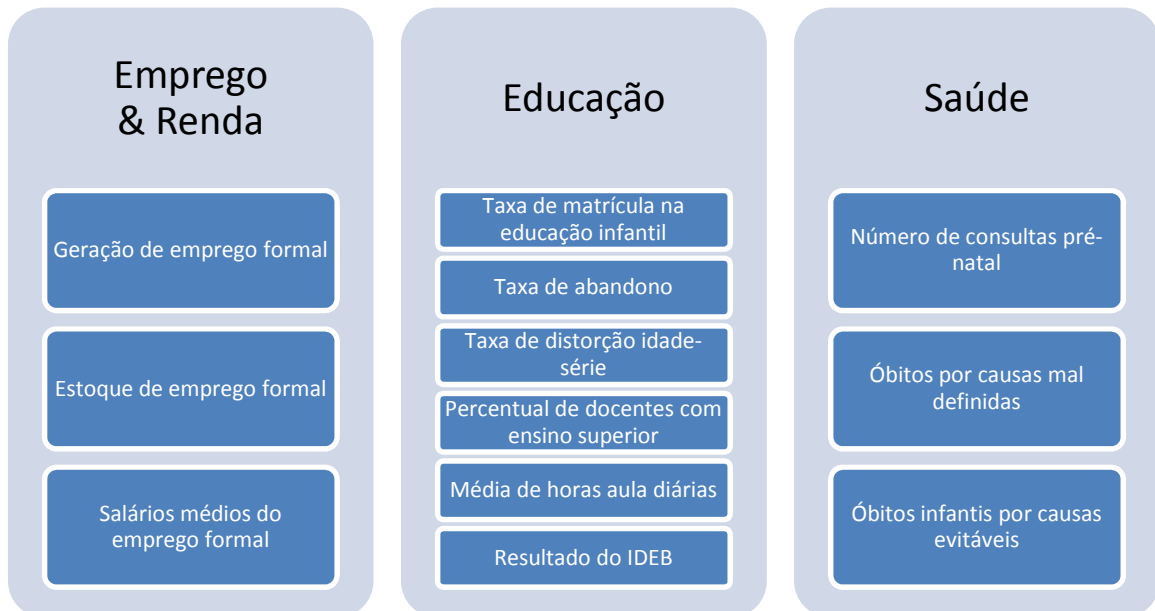 Emprego
& Renda
Geração de emprego formal
Estoque de emprego formal
Salários médios do
emprego formal
Educação
Taxa de matrícula na
educação infantil
Taxa de abandono
Taxa de distorção idade-
série
Percentual de docentes com
ensino superior
Média de horas aula diárias
Resultado do IDEB
Saúde
Número de consultas pré-
natal
Óbitos por causas mal
definidas
Óbitos infantis por causas
evitáveis